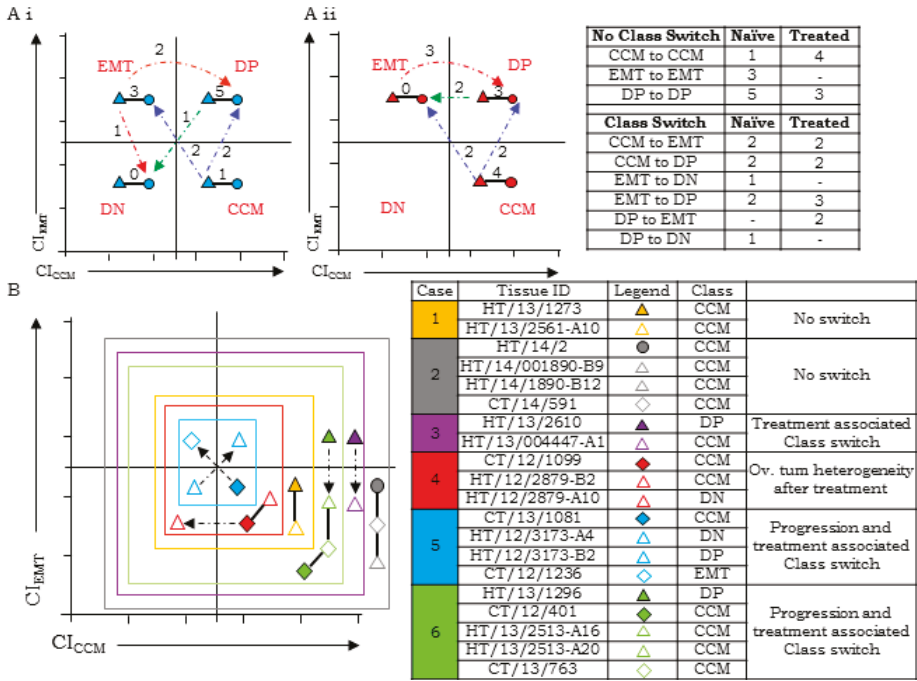 A i
2
EMT
DP
3
5
1
1
2
2
0
1
DN
CCM
CI_EMT
CI_CCM
A ii
3
EMT
DP
0
2
3
2
2
4
DN
CCM
CI_EMT
CI_CCM
No Class Switch Naïve Treated
CCM to CCM 1 4
EMT to EMT 3 -
DP to DP 5 3
Class Switch Naïve Treated
CCM to EMT 2 2
CCM to DP 2 2
EMT to DN 1 -
EMT to DP 2 3
DP to EMT - 2
DP to DN 1 -
B
CI_EMT
CI_CCM
Case Tissue ID Legend Class
1
HT/13/1273 CCM
HT/13/2561-A10 CCM
No switch
2
HT/14/2 CCM
HT/14/001890-B9 CCM
HT/14/1890-B12 CCM
CT/14/591 CCM
No switch
3
HT/13/2610 DP
HT/13/004447-A1 CCM
Treatment associated
Class switch
4
CT/12/1099 CCM
HT/12/2879-B2 CCM
HT/12/2879-A10 DN
Ov. tum heterogeneity
after treatment
5
CT/13/1081 CCM
HT/12/3173-A4 DN
HT/12/3173-B2 DP
CT/12/1236 EMT
Progression and
treatment associated
Class switch
6
HT/13/1296 DP
CT/12/401 CCM
HT/13/2513-A16 CCM
HT/13/2513-A20 CCM
CT/13/763 CCM
Progression and
treatment associated
Class switch